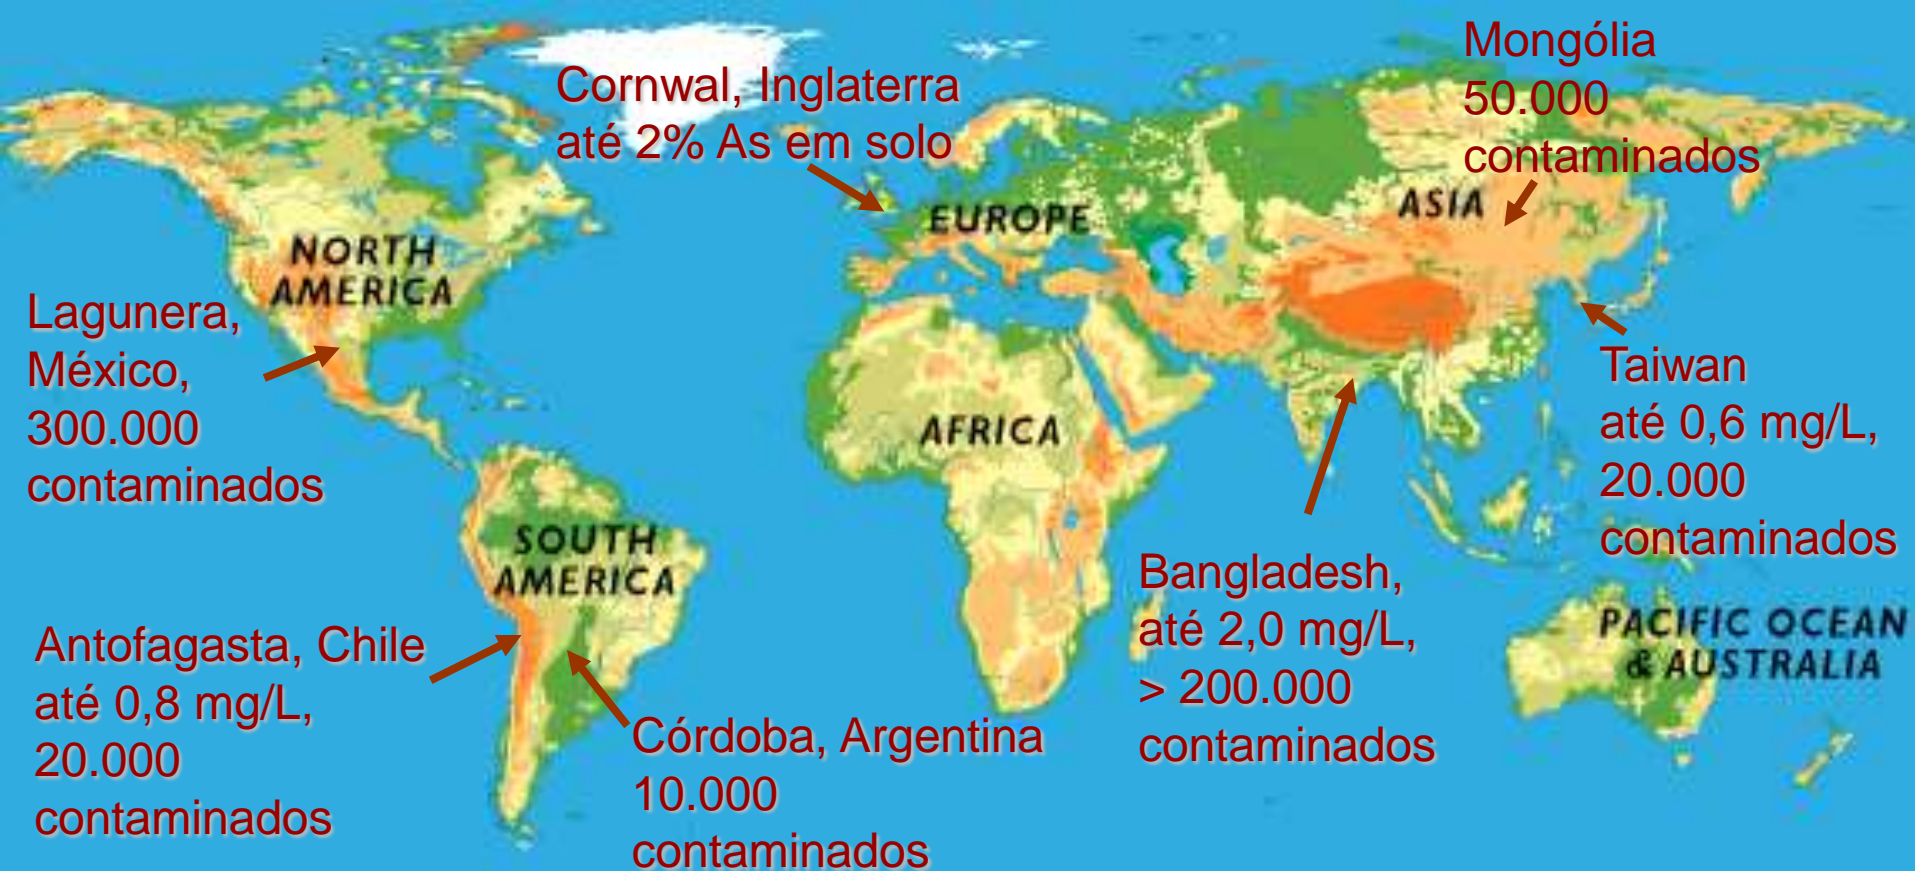 Mongólia
50.000
contaminados
Cornwal, Inglaterra
até 2% As em solo
ASIA
EUROPE
NORTH
AMERICA
Lagunera,
México,
300.000
contaminados
Taiwan
até 0,6 mg/L,
20.000
contaminados
AFRICA
SOUTH
AMERICA
Bangladesh,
até 2,0 mg/L,
> 200.000
contaminados
PACIFIC OCEAN
& AUSTRALIA
Antofagasta, Chile
até 0,8 mg/L,
20.000
contaminados
Córdoba, Argentina
10.000
contaminados